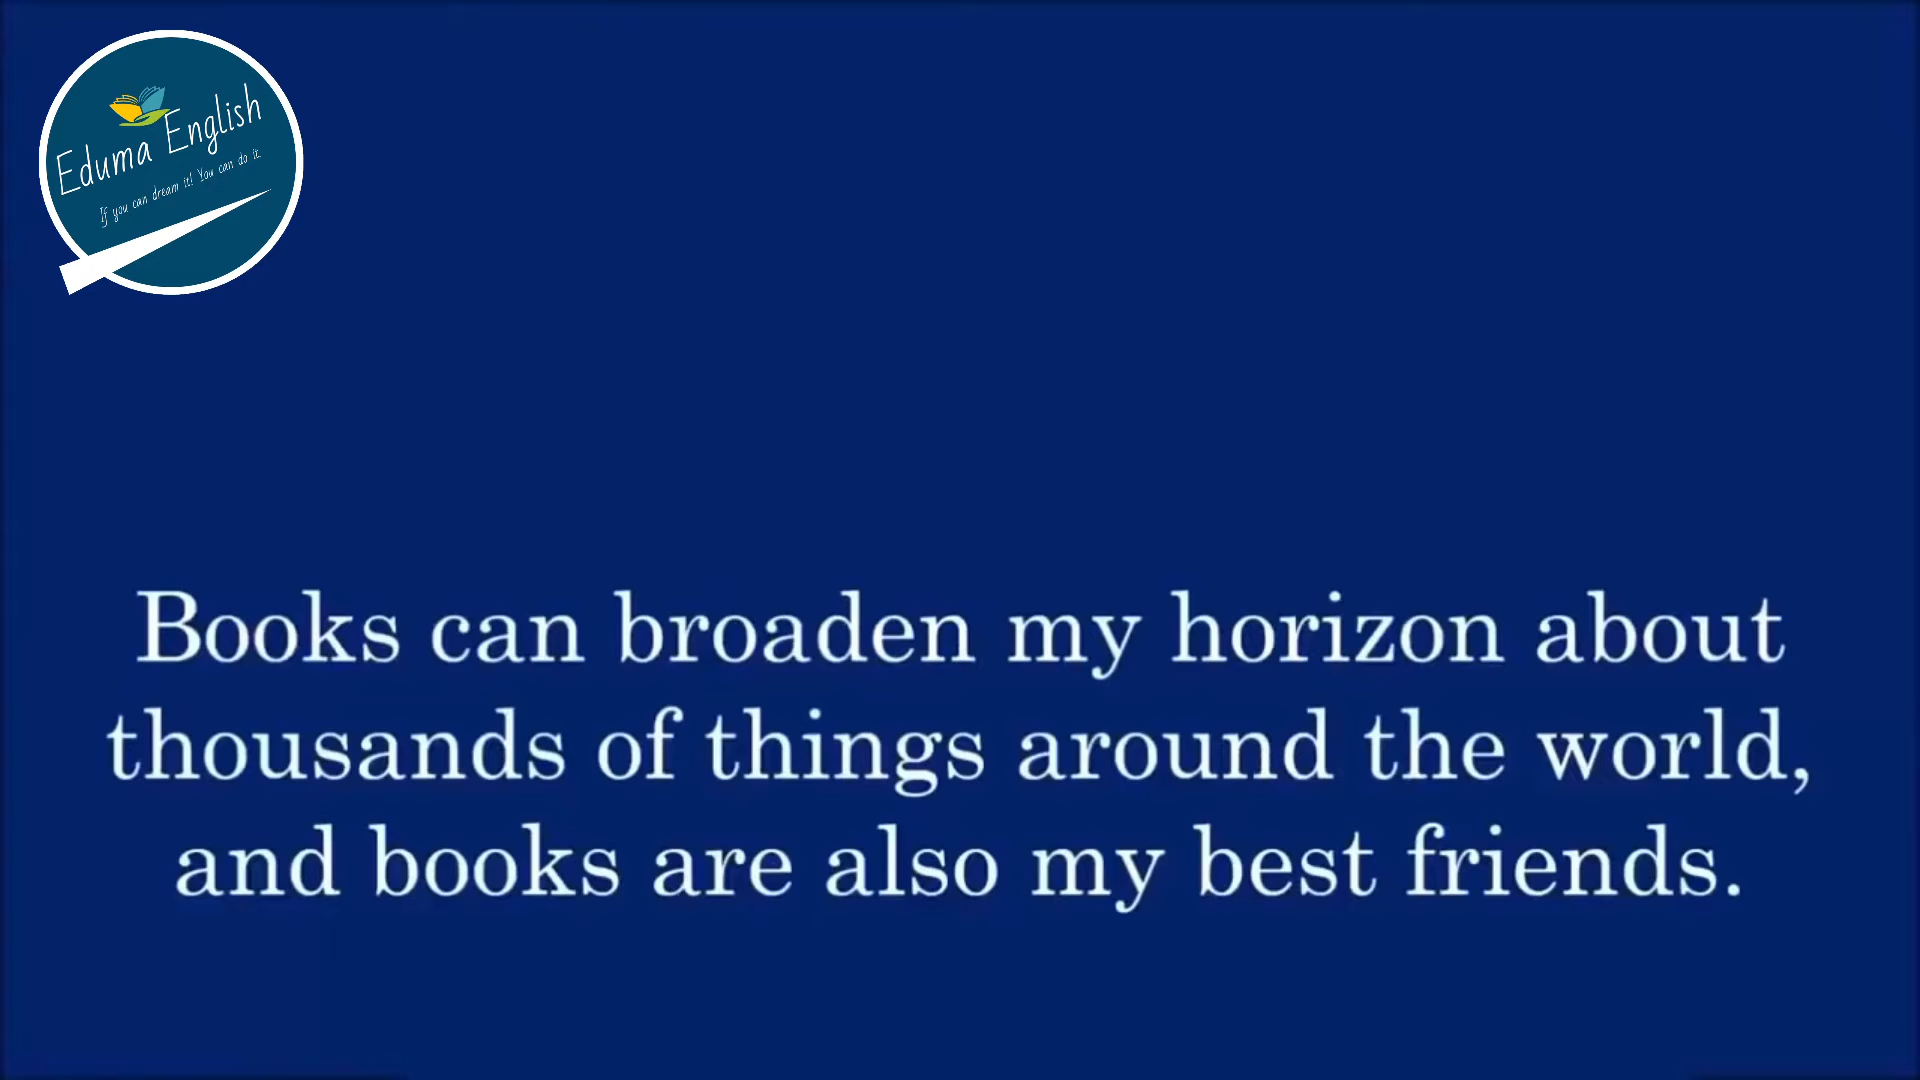 Eduma English
If you can dream it! You can do it.
Books can broaden my horizon about
thousands of things around the world,
and books are also my best friends.